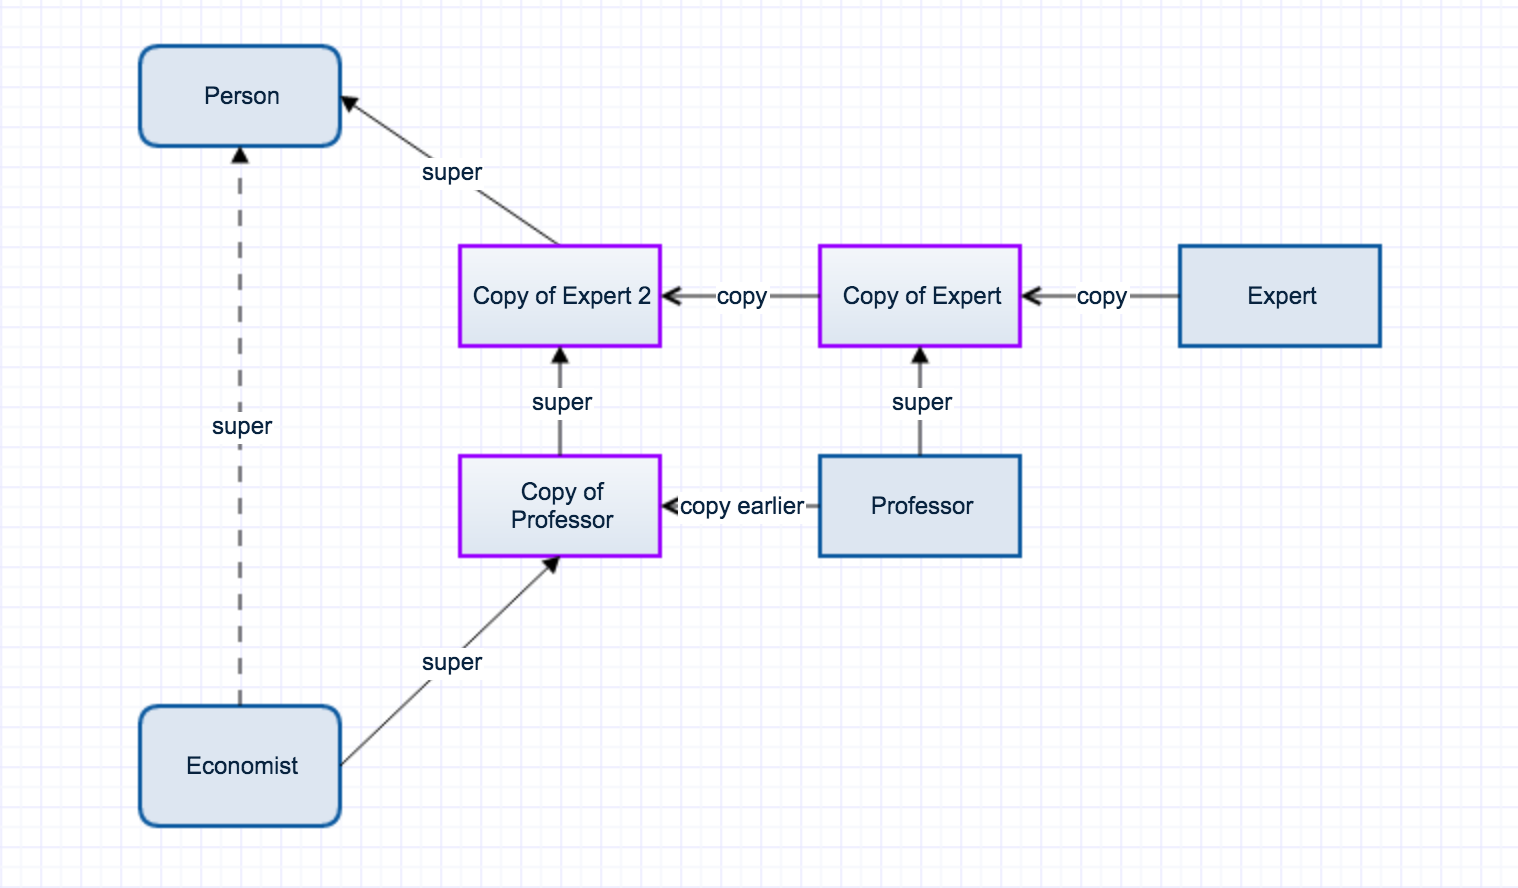 Person
super
Copy of Expert 2
copy
Copy of Expert
copy
Expert
super
super
super
Copy of
Professor
copy earlier
Professor
super
Economist